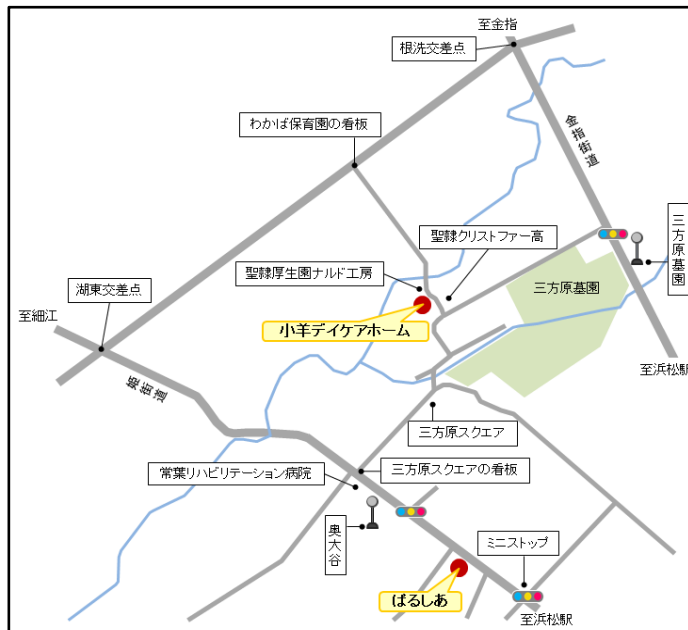 至金指
根洗交差点
わかば保育園の看板
金指街道
三方原墓園
聖隷クリストファー高
聖隷厚生園ナルド工房
三方原墓園
湖東交差点
至細江
小羊デイケアホーム
至浜松駅
姫街道
三方原スクエア
常葉リハビリテーション病院
三方原スクエアの看板
奥大谷
ミニストップ
ぱるしあ
至浜松駅